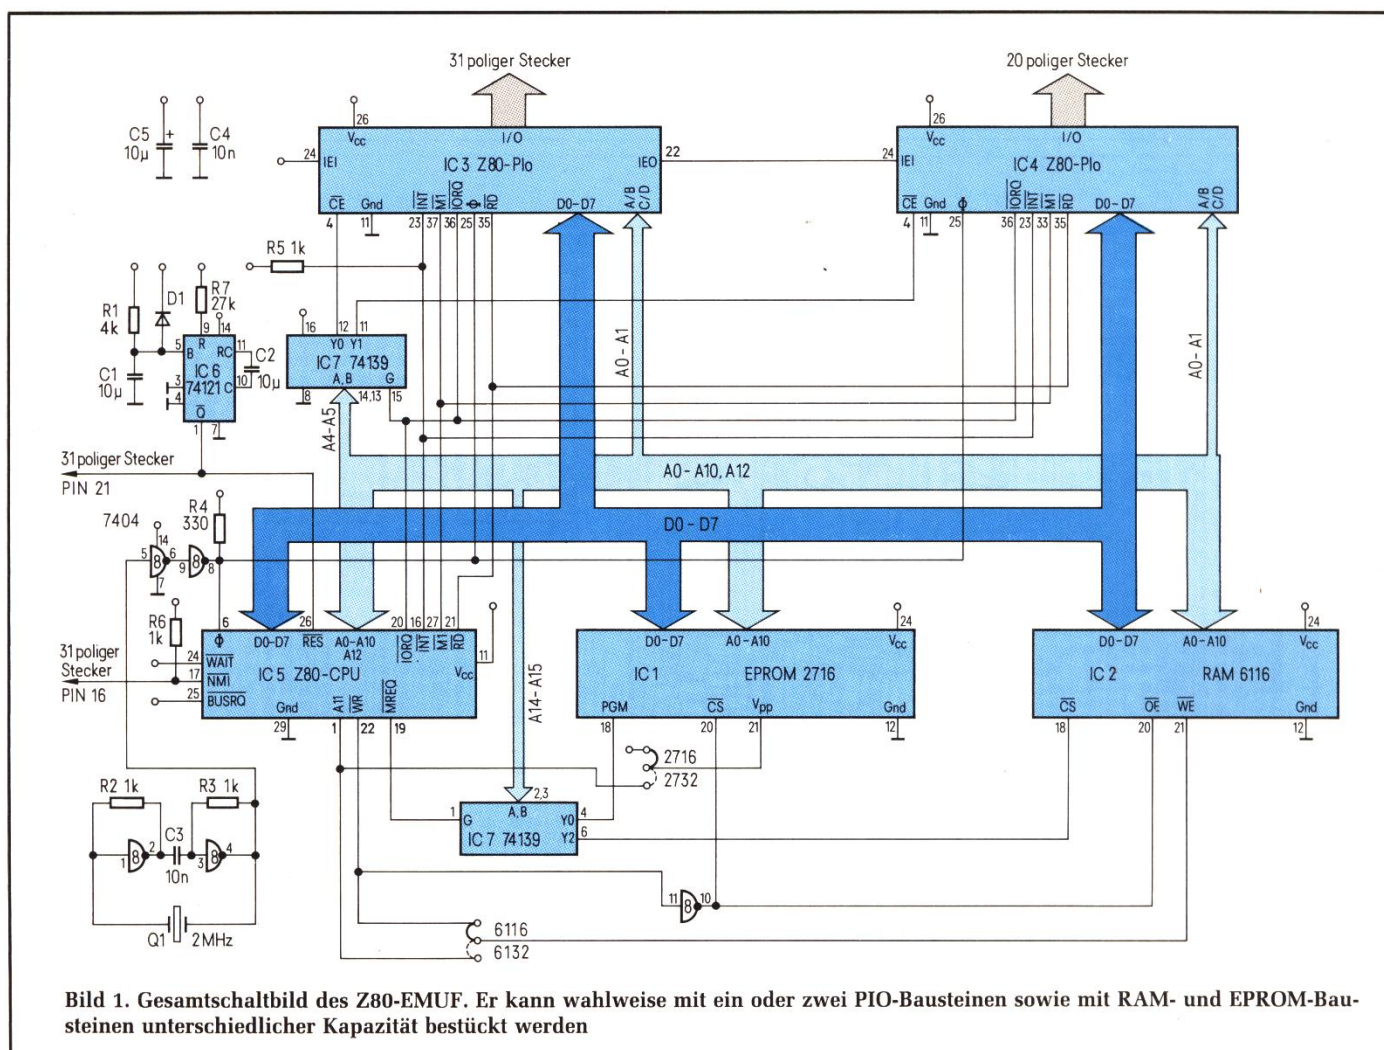 31 poliger Stecker
20 poliger Stecker
C5
10µ
+
C4
10n
26
Vcc
I/O
24
IEI
IC 3 Z80-PIo
IEO
22
CE
Gnd
INT
M1
IORQ
Φ
RD
D0-D7
A/B
C/D
4
11
23
37
36
25
35
26
Vcc
I/O
24
IEI
IC4 Z80-PIo
CE
Gnd
Φ
IORQ
INT
M1
RD
D0-D7
A/B
C/D
4
11
25
36
23
33
35
R5 1k
R1
4k
D1
R7
27k
9
14
5
B
R
RC
11
IC 6
74121
C2
10µ
3
4
C
10
Q
1
7
C1
10µ
16
12
11
Y0
Y1
IC7 74139
A,B
G
8
14,13
15
A0-A1
A0-A1
A4-A5
31poliger Stecker
PIN 21
A0-A10, A12
D0-D7
7404
R4
330
14
5
8
6
9
8
8
7
R6
1k
6
26
20
16
27
21
Φ
D0-D7
RES
A0-A10
A12
IORQ
INT
M1
RD
11
24
WAIT
17
NMI
25
BUSRQ
IC 5 Z80-CPU
Vcc
Gnd
A11
WR
MREQ
29
1
22
19
31poliger
Stecker
PIN 16
A14-A15
24
D0-D7
A0-A10
Vcc
IC 1
EPROM 2716
PGM
CS
Vpp
Gnd
18
20
21
12
24
D0-D7
A0-A10
Vcc
IC 2
RAM 6116
CS
OE
WE
Gnd
18
20
21
12
2716
2732
2,3
1
G
A,B
Y0
4
IC 7 74139
Y2
6
R2 1k
R3 1k
1
8
2
C3
10n
3
8
4
Q1
2MHz
11
8
10
6116
6132
Bild 1. Gesamtschaltbild des Z80-EMUF. Er kann wahlweise mit ein oder zwei PIO-Bausteinen sowie mit RAM- und EPROM-Bau-
steinen unterschiedlicher Kapazität bestückt werden